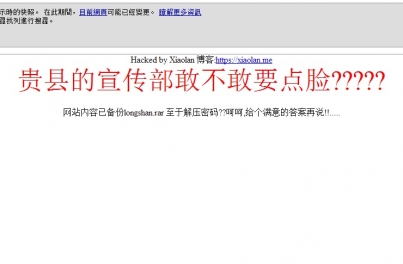 示時的快照。 在此期間，目前網頁可能已經變更。 瞭解更多資訊
列進行搜尋。
Hacked by Xiaolan 博客:https://xiaolan.me
贵县的宣传部敢不敢要点脸?????
网站内容已备份longshan.rar 至于解压密码??呵呵,给个满意的答案再说!!.....